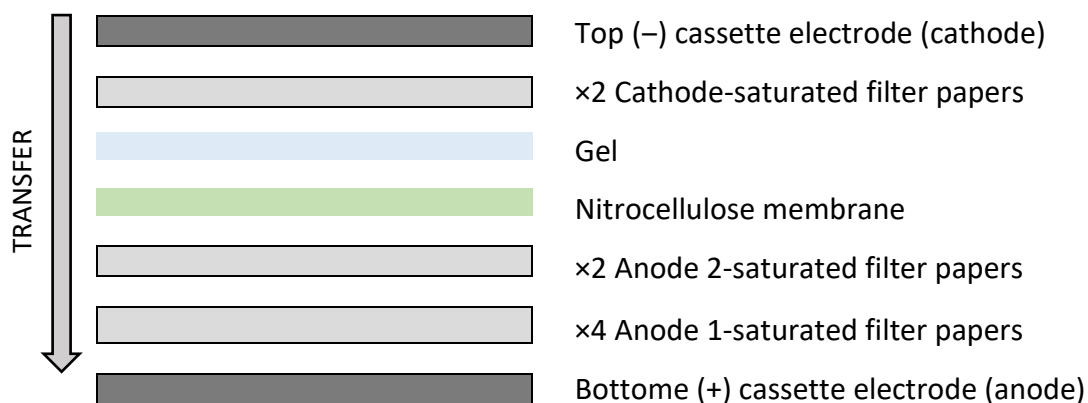 TRANSFER
Top (–) cassette electrode (cathode)
×2 Cathode-saturated filter papers
Gel
Nitrocellulose membrane
×2 Anode 2-saturated filter papers
×4 Anode 1-saturated filter papers
Bottome (+) cassette electrode (anode)